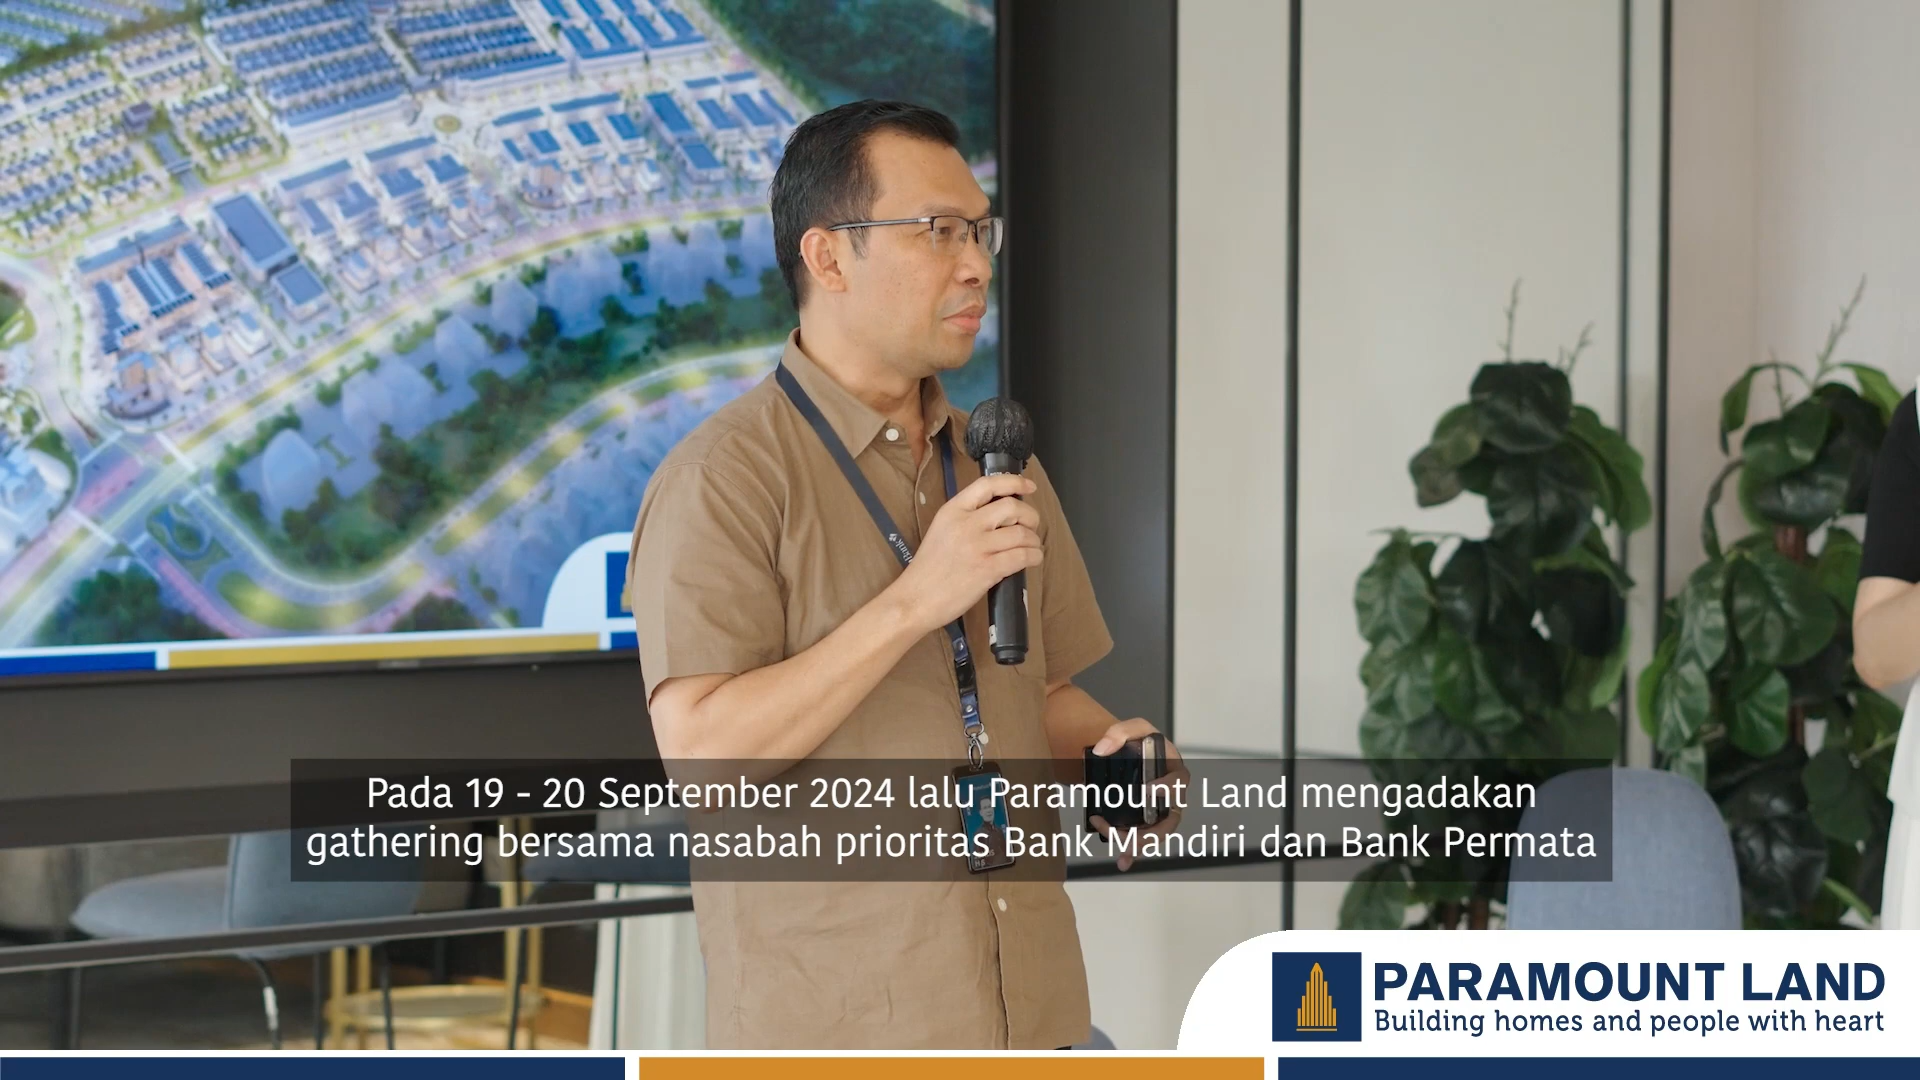 Pada 19 - 20 September 2024 lalu Paramount Land mengadakan
gathering bersama nasabah prioritas Bank Mandiri dan Bank Permata
PARAMOUNT LAND
Building homes and people with heart